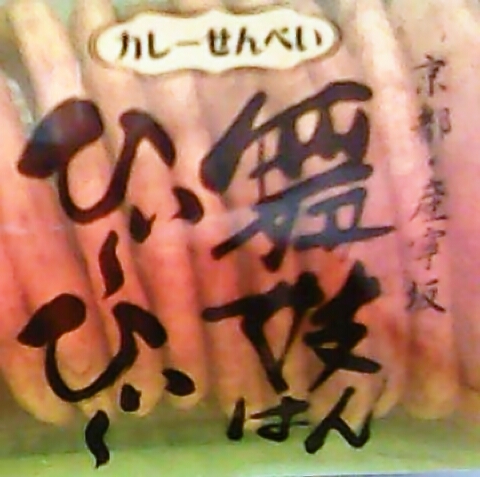 カレーせんべい
京都・産寧坂
舞妓はん
ひぃ〜ひぃ〜